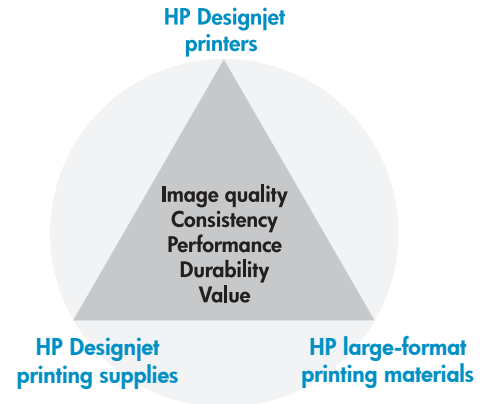 HP Designjet
printers
Image quality
Consistency
Performance
Durability
Value
HP Designjet
printing supplies
HP large-format
printing materials